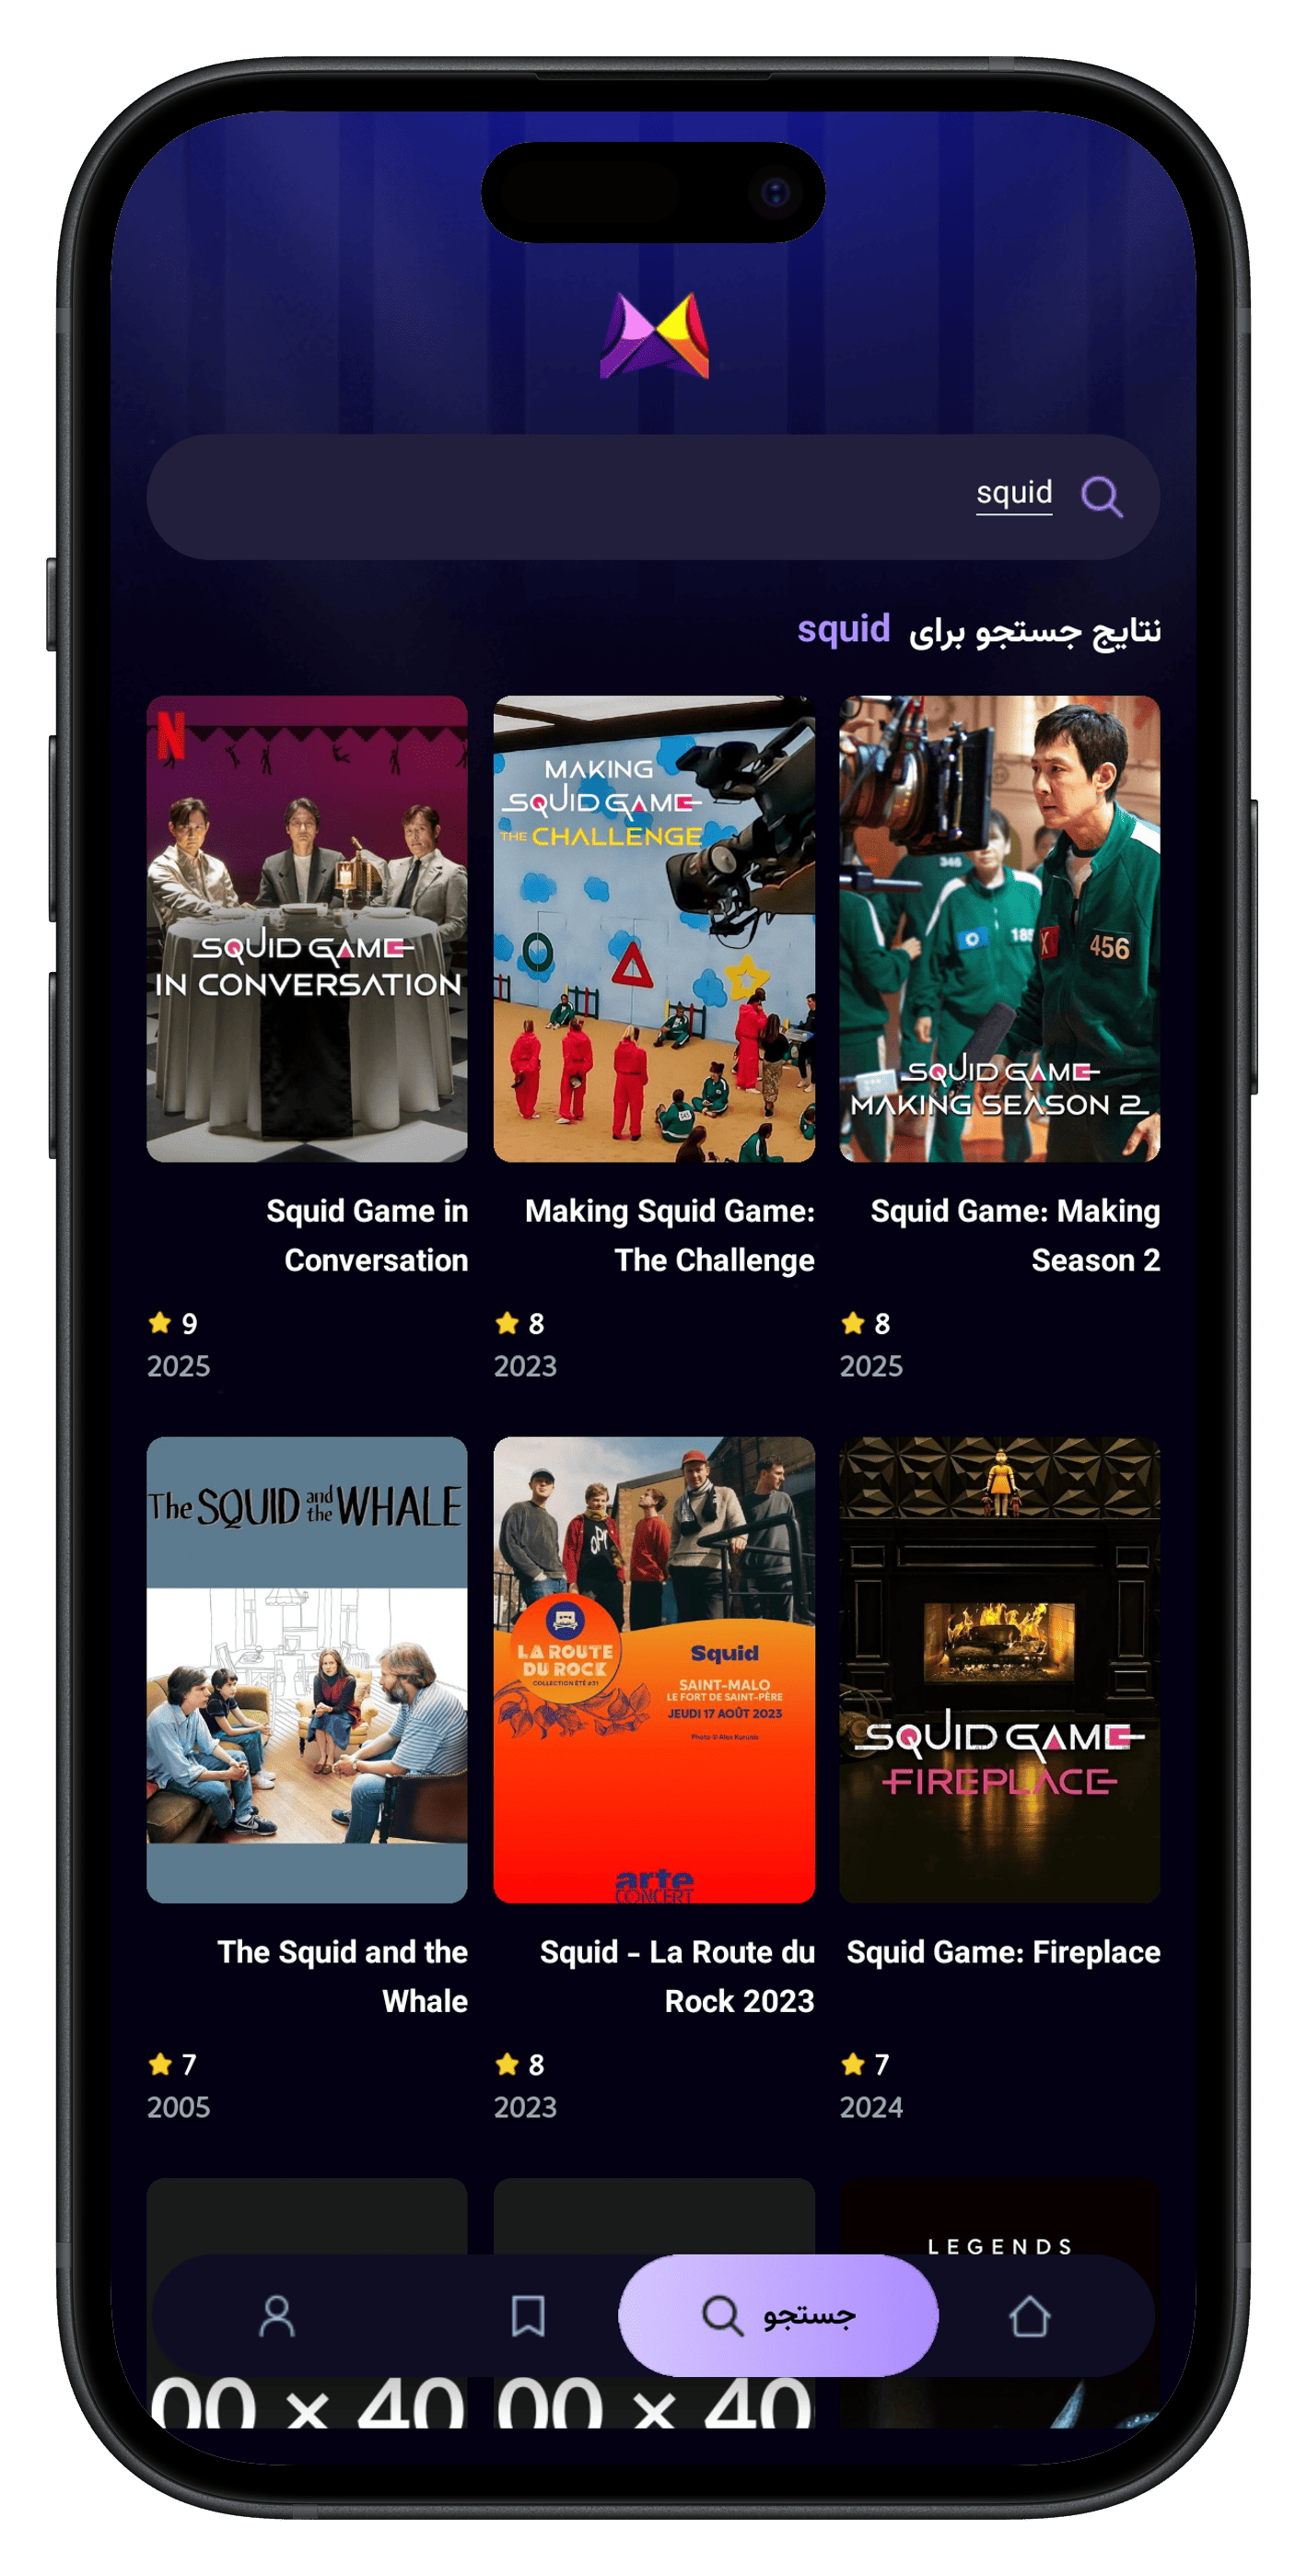 squid
نتایج جستجو برای squid
456
185
346
SQUID GAME
MAKING SEASON 2
Squid Game: Making
Season 2
8
2025
MAKING
SQUID GAME
THE CHALLENGE
Making Squid Game:
The Challenge
8
2023
N
SQUID GAME
IN CONVERSATION
Squid Game in
Conversation
9
2025
SQUID GAME
FIREPLACE
Squid Game: Fireplace
7
2024
LA ROUTE
DU ROCK
COLLECTION ÉTÉ #31
Squid
SAINT-MALO
LE FORT DE SAINT-PÈRE
JEUDI 17 AOÛT 2023
arte
CONCERT
Squid - La Route du
Rock 2023
8
2023
The SQUID and the WHALE
The Squid and the
Whale
7
2005
LEGENDS
00 × 40
00 × 40
جستجو